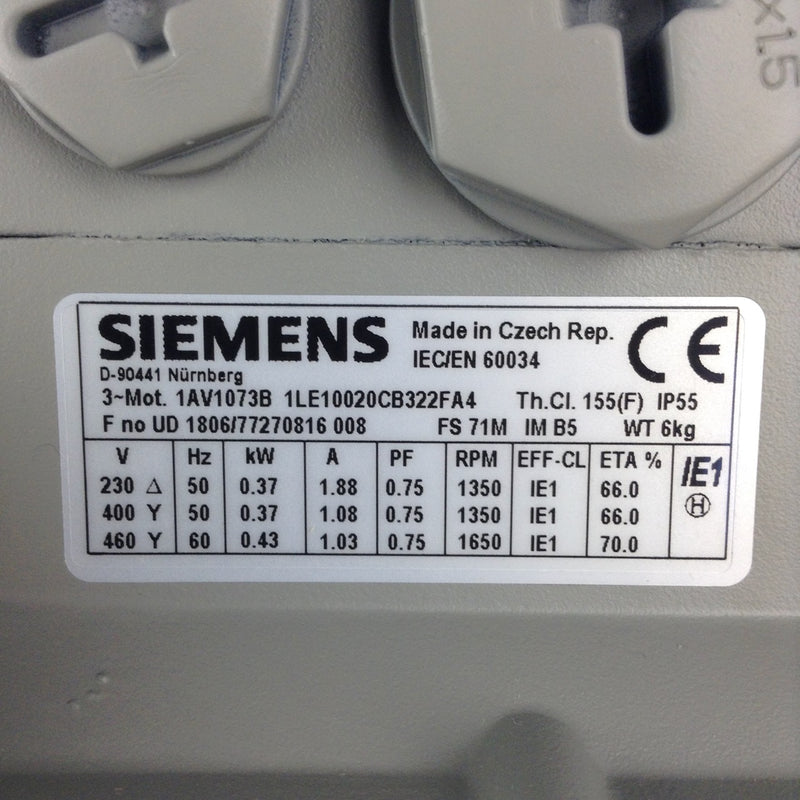 ×1.5
SIEMENS Made in Czech Rep. CE
IEC/EN 60034
D-90441 Nürnberg
3~Mot. 1AV1073B 1LE10020CB322FA4 Th.Cl. 155(F) IP55
F no UD 1806/77270816 008 FS 71M IM B5 WT 6kg
V Hz kW A PF RPM EFF-CL ETA % IE1
230 Δ 50 0.37 1.88 0.75 1350 IE1 66.0 H
400 Y 50 0.37 1.08 0.75 1350 IE1 66.0
460 Y 60 0.43 1.03 0.75 1650 IE1 70.0